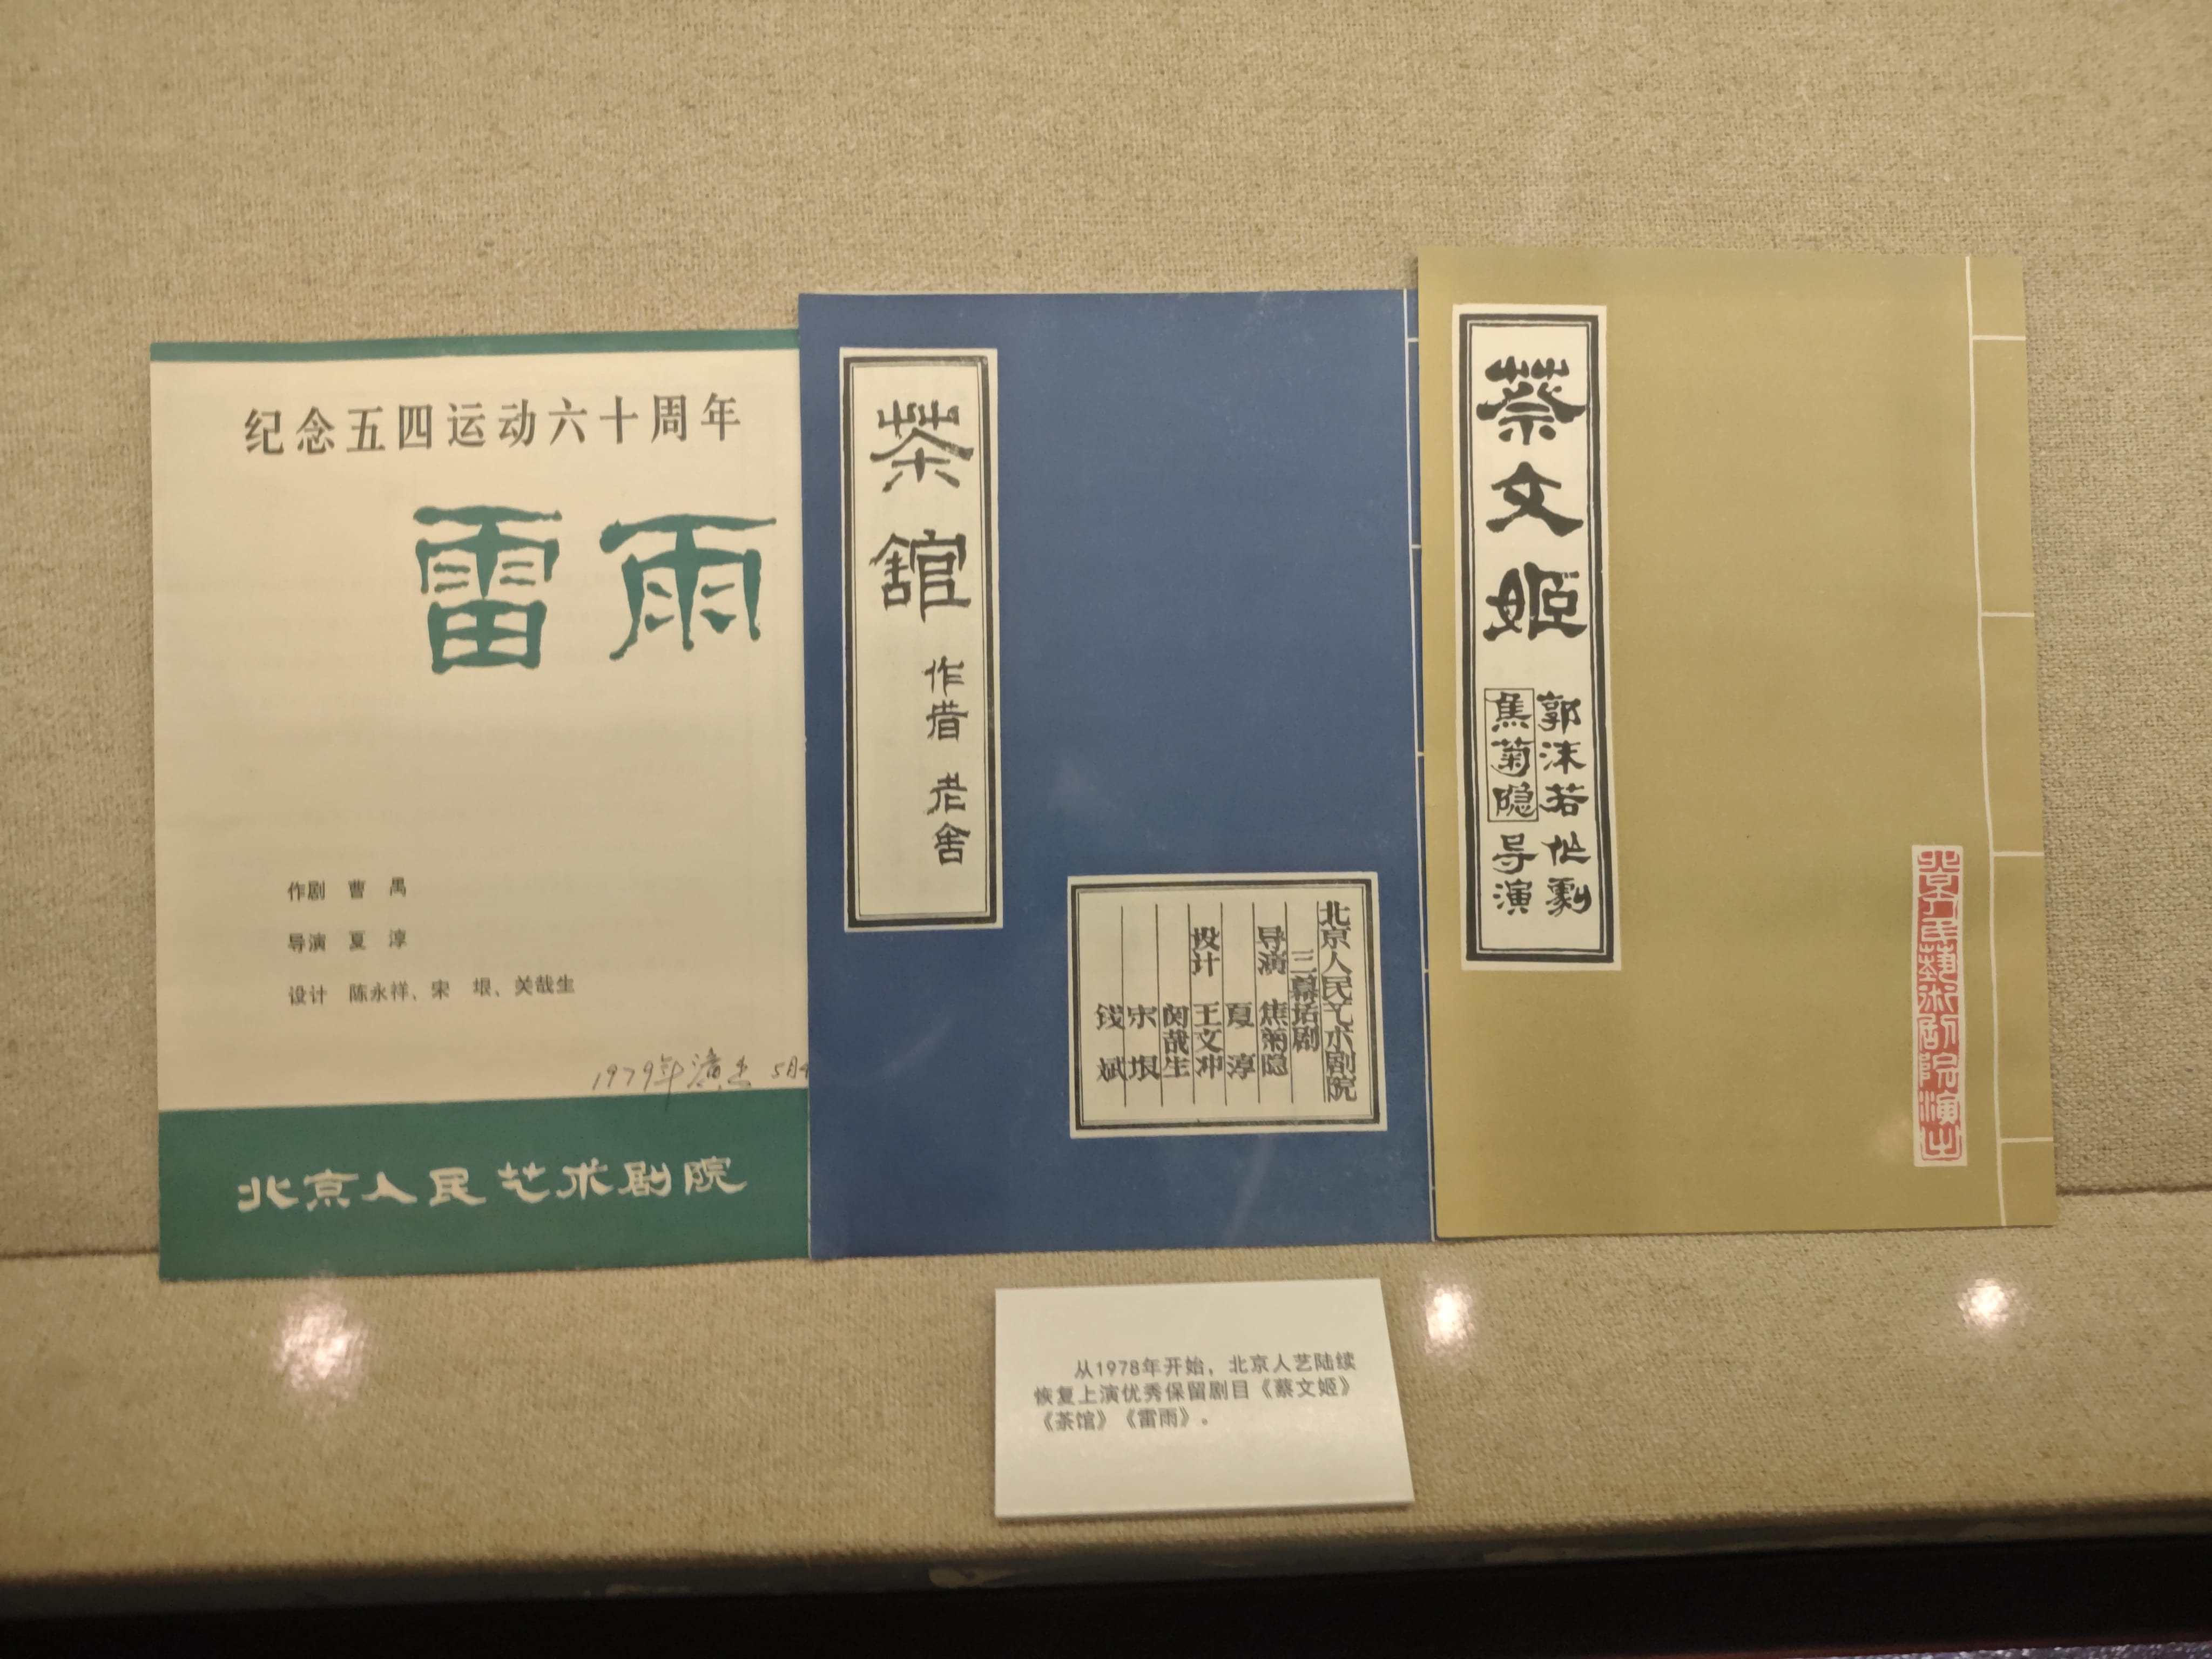 纪念五四运动六十周年
雷雨
作剧 曹 禺
导演 夏 淳
设计 陈永祥、宋 垠、关哉生
1979年演出 5月4
北京人民艺术剧院
茶館
作者 老舍
北京人民艺术剧院
三幕话剧
导演 焦菊隐
夏 淳
设计 王文冲
关哉生
宋 垠
钱 斌
蔡文姬
郭沫若作劇
焦菊隐导演
北京人民藝術剧院演出
从1978年开始，北京人艺陆续
恢复上演优秀保留剧目《蔡文姬》
《茶馆》《雷雨》。